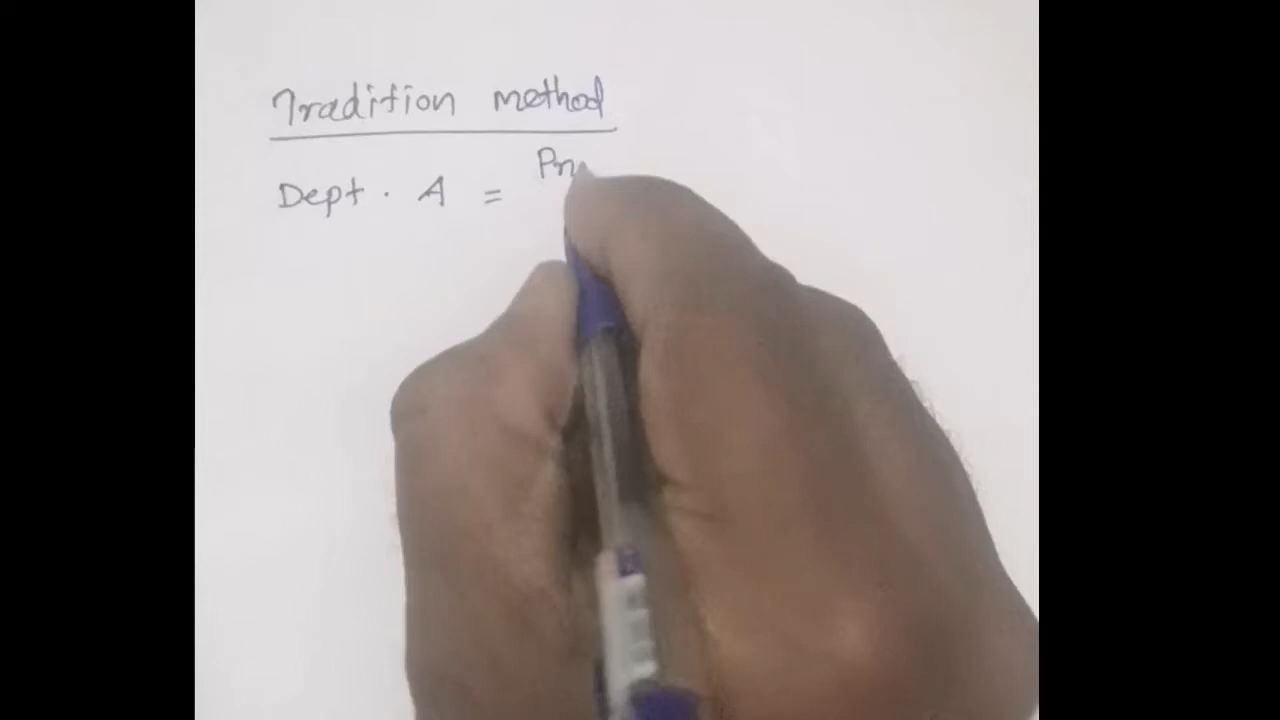 Tradition method
Dept. A =